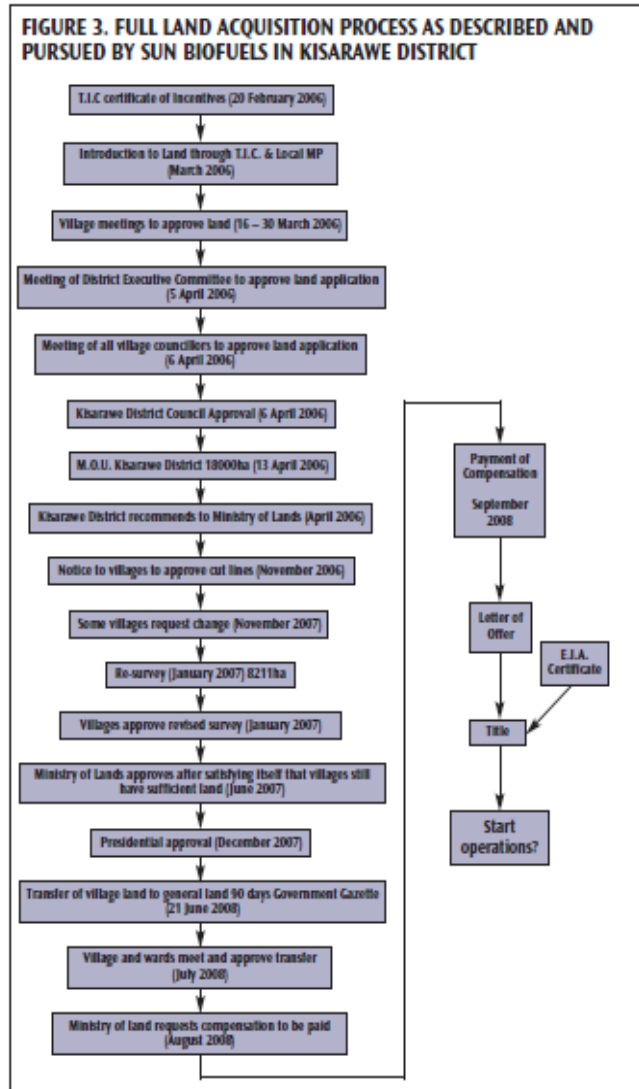 FIGURE 3. FULL LAND ACQUISITION PROCESS AS DESCRIBED AND
PURSUED BY SUN BIOFUELS IN KISARAWE DISTRICT
T.I.C certificate of Incentives (20 February 2006)
Introduction to Land through T.I.C. & Local MP
(March 2006)
Village meetings to approve land (16 – 30 March 2006)
Meeting of District Executive Committee to approve land application
(5 April 2006)
Meeting of all village councillors to approve land application
(6 April 2006)
Kisarawe District Council Approval (6 April 2006)
M.O.U. Kisarawe District 18000ha (13 April 2006)
Kisarawe District recommends to Ministry of Lands (April 2006)
Notice to villages to approve cut lines (November 2006)
Some villages request change (November 2007)
Re-survey (January 2007) 8211ha
Villages approve revised survey (January 2007)
Ministry of Lands approves after satisfying itself that villages still
have sufficient land (June 2007)
Presidential approval (December 2007)
Transfer of village land to general land 90 days Government Gazette
(21 June 2008)
Village and wards meet and approve transfer
(July 2008)
Ministry of land requests compensation to be paid
(August 2008)
Payment of
Compensation
September
2008
Letter of
Offer
E.I.A.
Certificate
Title
Start
operations?